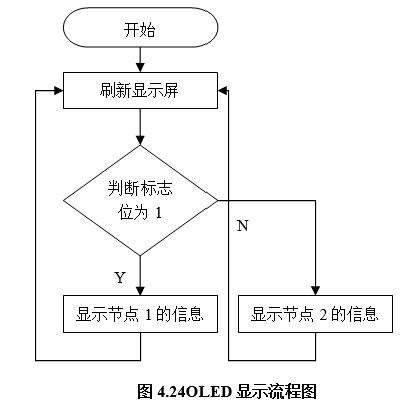 开始
刷新显示屏
判断标志
位为 1
N
Y
显示节点 1 的信息
显示节点 2 的信息
图 4.24OLED 显示流程图